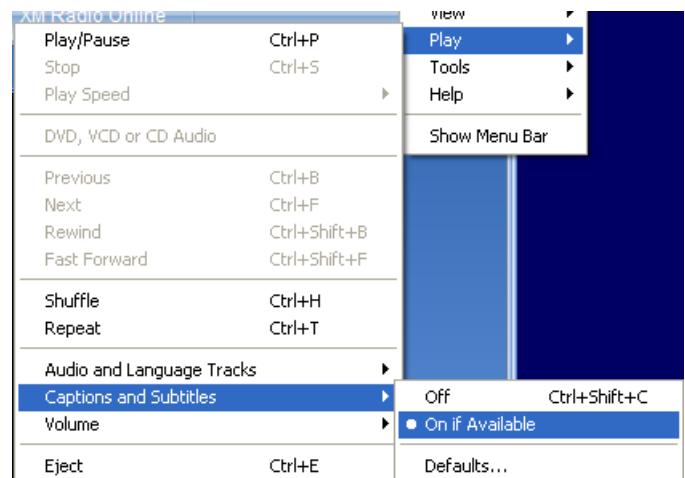 XM Radio Online
View
Play/Pause Ctrl+P
Play
Stop Ctrl+S
Tools
Play Speed
Help
DVD, VCD or CD Audio
Show Menu Bar
Previous Ctrl+B
Next Ctrl+F
Rewind Ctrl+Shift+B
Fast Forward Ctrl+Shift+F
Shuffle Ctrl+H
Repeat Ctrl+T
Audio and Language Tracks
Captions and Subtitles
Off Ctrl+Shift+C
Volume
On if Available
Eject Ctrl+E
Defaults...